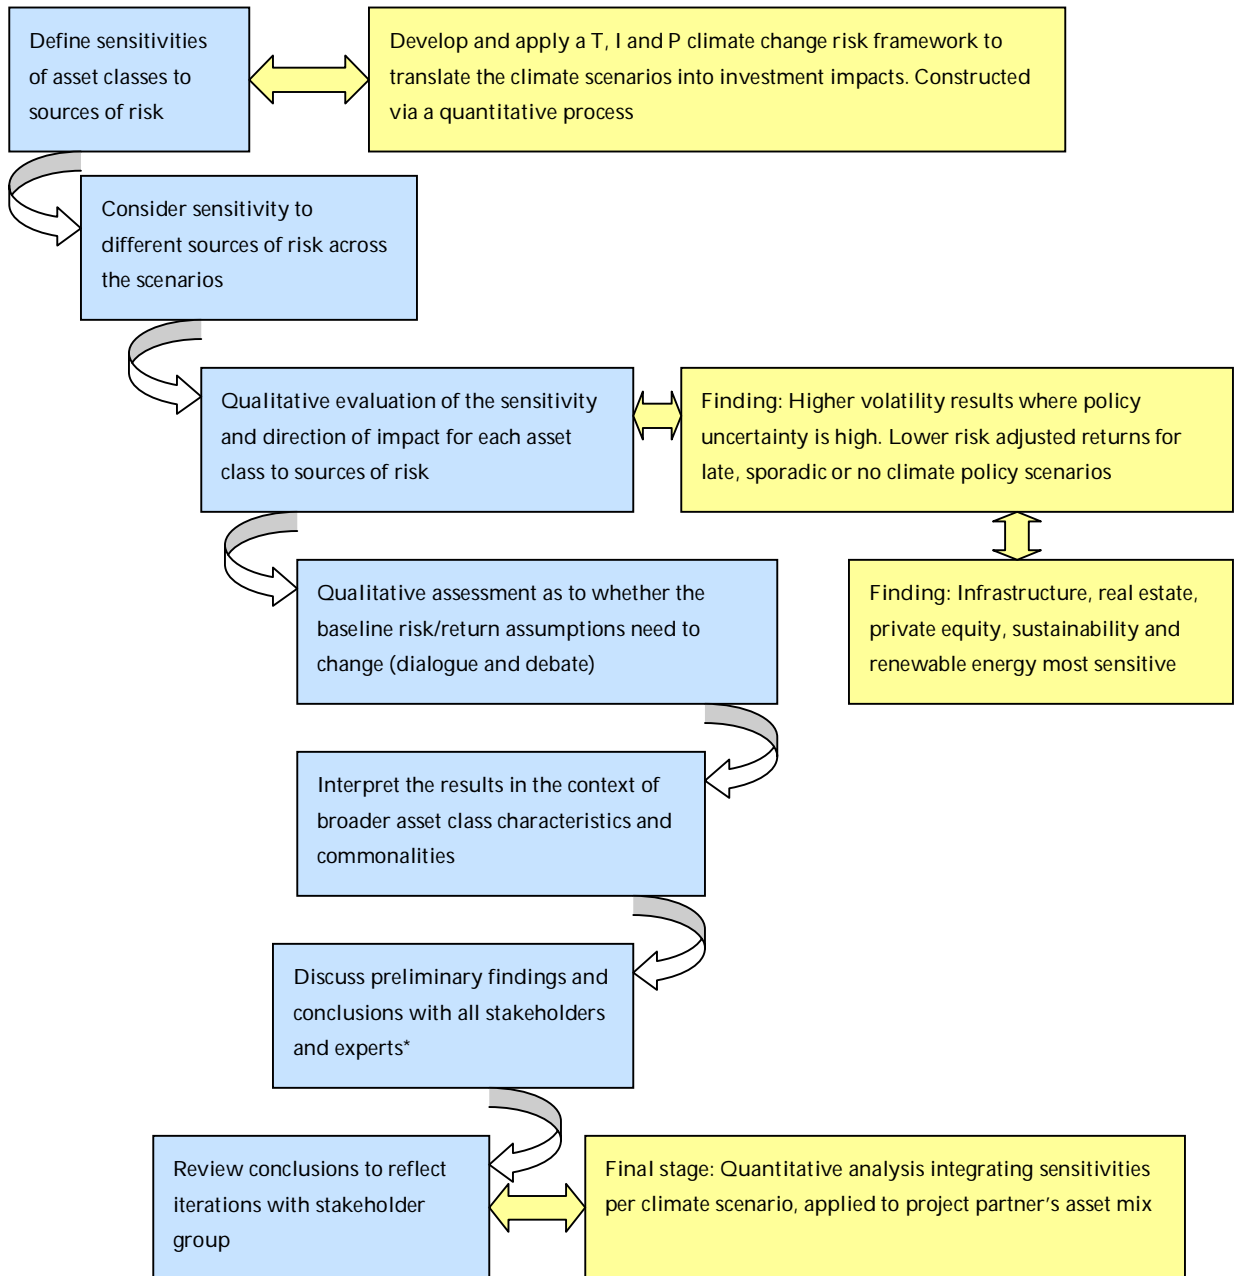 Define sensitivities
of asset classes to
sources of risk
Develop and apply a T, I and P climate change risk framework to
translate the climate scenarios into investment impacts. Constructed
via a quantitative process
Consider sensitivity to
different sources of risk across
the scenarios
Qualitative evaluation of the sensitivity
and direction of impact for each asset
class to sources of risk
Finding: Higher volatility results where policy
uncertainty is high. Lower risk adjusted returns for
late, sporadic or no climate policy scenarios
Qualitative assessment as to whether the
baseline risk/return assumptions need to
change (dialogue and debate)
Finding: Infrastructure, real estate,
private equity, sustainability and
renewable energy most sensitive
Interpret the results in the context of
broader asset class characteristics and
commonalities
Discuss preliminary findings and
conclusions with all stakeholders
and experts*
Review conclusions to reflect
iterations with stakeholder
group
Final stage: Quantitative analysis integrating sensitivities
per climate scenario, applied to project partner’s asset mix